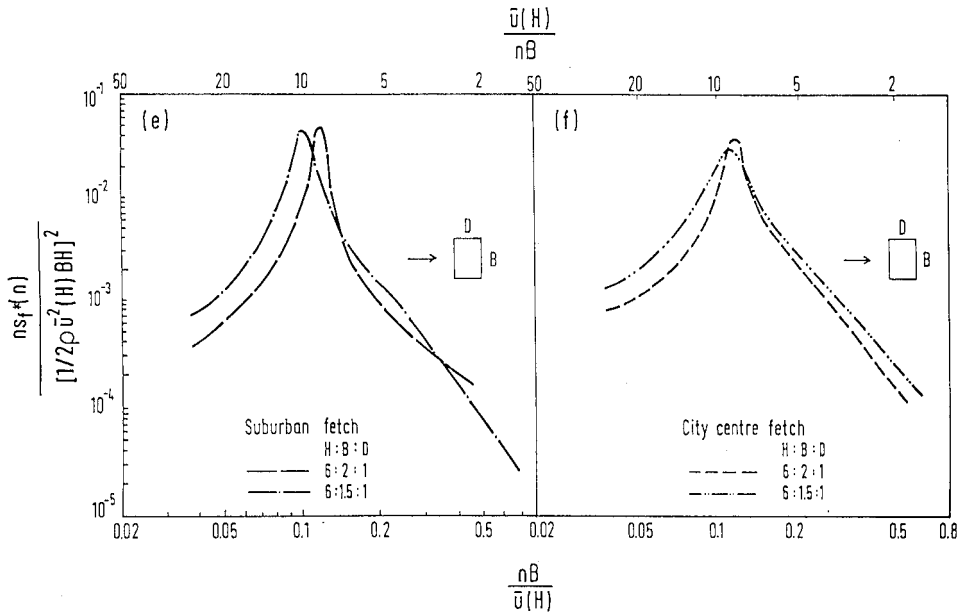 ū(H)
nB
50 20 10 5 2 50 20 10 5 2
10⁻¹
10⁻²
10⁻³
10⁻⁴
10⁻⁵
nsf*(n)
[1/2ρū²(H)BH]²
(e)
D
B
Suburban fetch
H:B:D
6:2:1
6:1.5:1
(f)
D
B
City centre fetch
H:B:D
6:2:1
6:1.5:1
0.02 0.05 0.1 0.2 0.5 0.02 0.05 0.1 0.2 0.5 0.8
nB
ū(H)